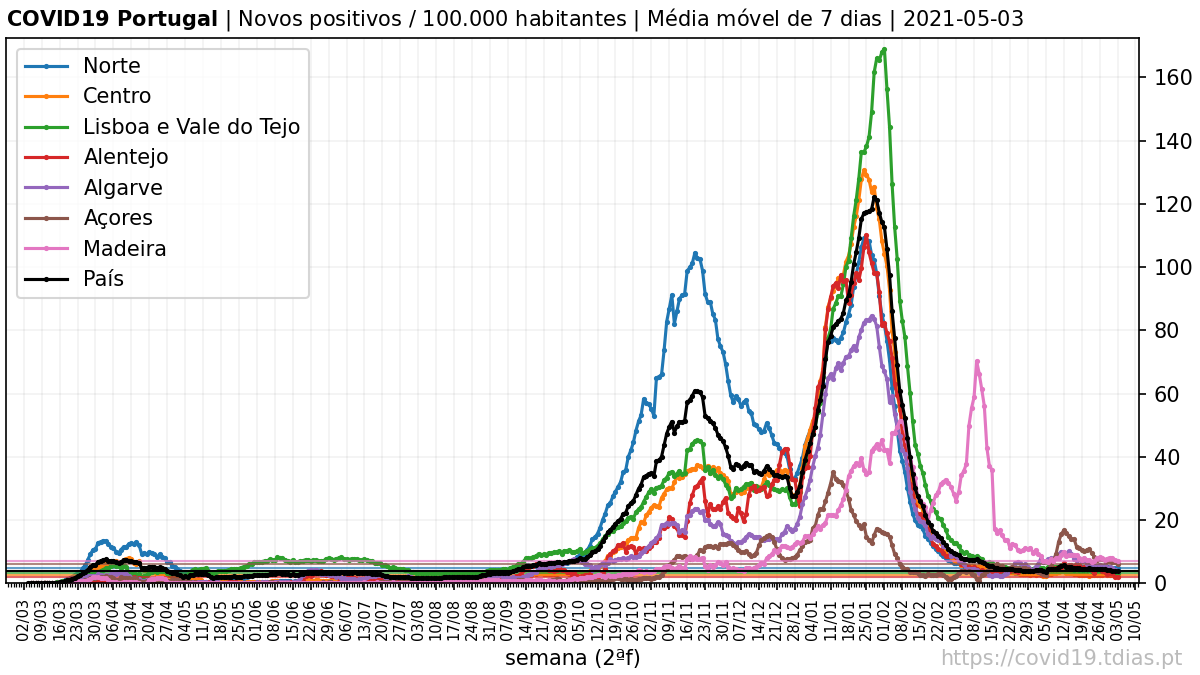 COVID19 Portugal | Novos positivos / 100.000 habitantes | Média móvel de 7 dias | 2021-05-03
Norte
Centro
Lisboa e Vale do Tejo
Alentejo
Algarve
Açores
Madeira
País
160
140
120
100
80
60
40
20
0
02/03 09/03 16/03 23/03 30/03 06/04 13/04 20/04 27/04 04/05 11/05 18/05 25/05 01/06 08/06 15/06 22/06 29/06 06/07 13/07 20/07 27/07 03/08 10/08 17/08 24/08 31/08 07/09 14/09 21/09 28/09 05/10 12/10 19/10 26/10 02/11 09/11 16/11 23/11 30/11 07/12 14/12 21/12 28/12 04/01 11/01 18/01 25/01 01/02 08/02 15/02 22/02 01/03 08/03 15/03 22/03 29/03 05/04 12/04 19/04 26/04 03/05 10/05
semana (2ªf)
https://covid19.tdias.pt